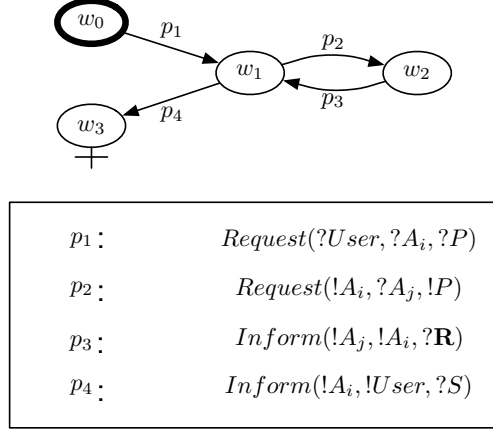 w₀
p₁
w₁
p₂
w₂
p₃
p₄
w₃
p₁: Request(?User, ?Aᵢ, ?P)
p₂: Request(!Aᵢ, ?Aⱼ, !P)
p₃: Inform(!Aⱼ, !Aᵢ, ?R)
p₄: Inform(!Aᵢ, !User, ?S)